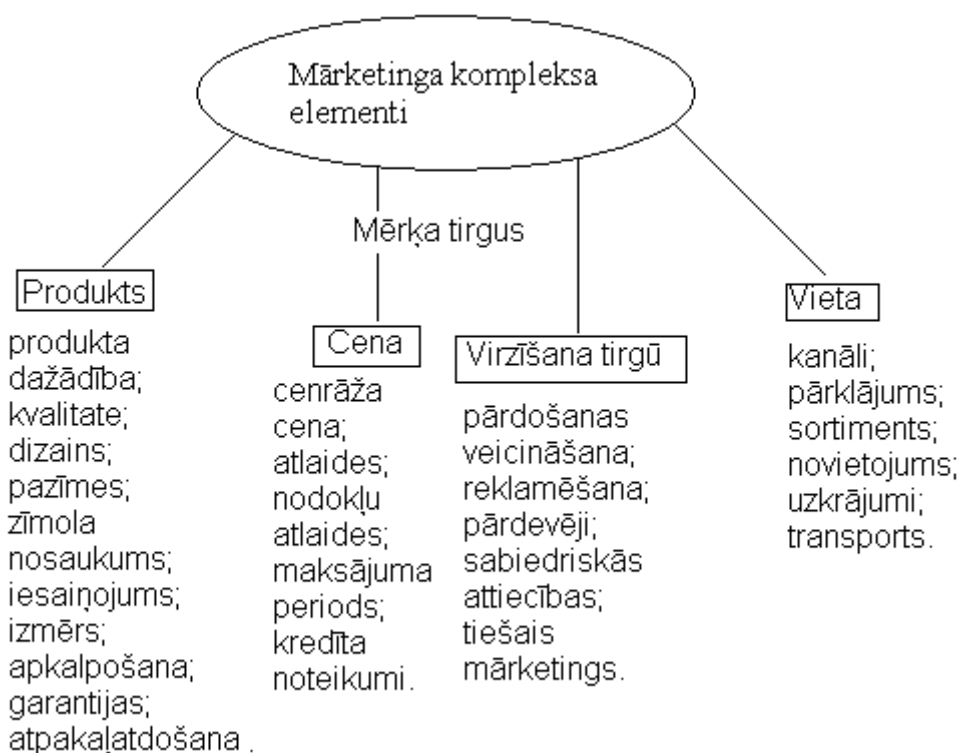 Mārketinga kompleksa
elementi
Mērķa tirgus
Produkts
produkta
dažādība;
kvalitate;
dizains;
pazīmes;
zīmola
nosaukums;
iesaiņojums;
izmērs;
apkalpošana;
garantijas;
atpakaļatdošana .
Cena
cenrāža
cena;
atlaides;
nodokļu
atlaides;
maksājuma
periods;
kredīta
noteikumi.
Virzīšana tirgū
pārdošanas
veicināšana;
reklamēšana;
pārdevēji;
sabiedriskās
attiecības;
tiešais
mārketings.
Vieta
kanāli;
pārklājums;
sortiments;
novietojums;
uzkrājumi;
transports.